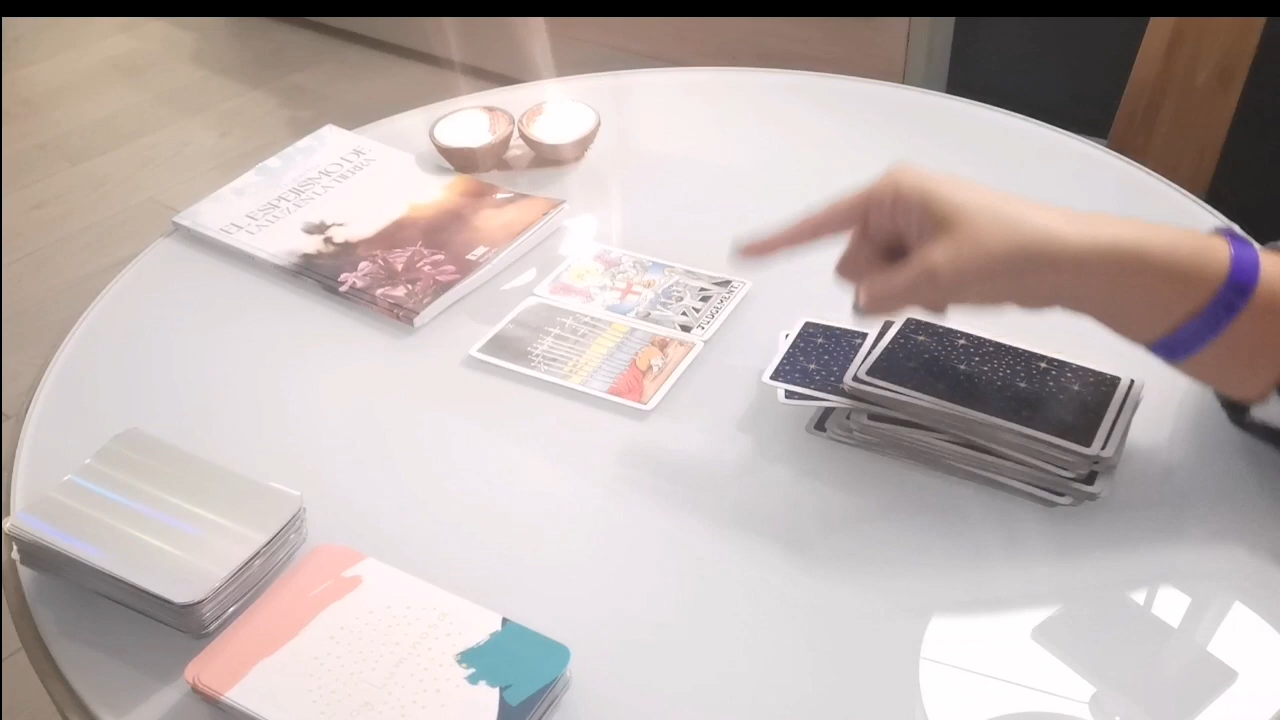 EL ESPEJISMO DE
LA LUZ EN LA TIERRA
JUDGEMENT.